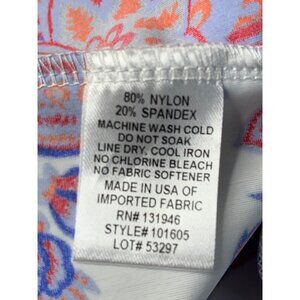 80% NYLON
20% SPANDEX
MACHINE WASH COLD
DO NOT SOAK
LINE DRY, COOL IRON
NO CHLORINE BLEACH
NO FABRIC SOFTENER
MADE IN USA OF
IMPORTED FABRIC
RN# 131946
STYLE#101605
LOT# 53297